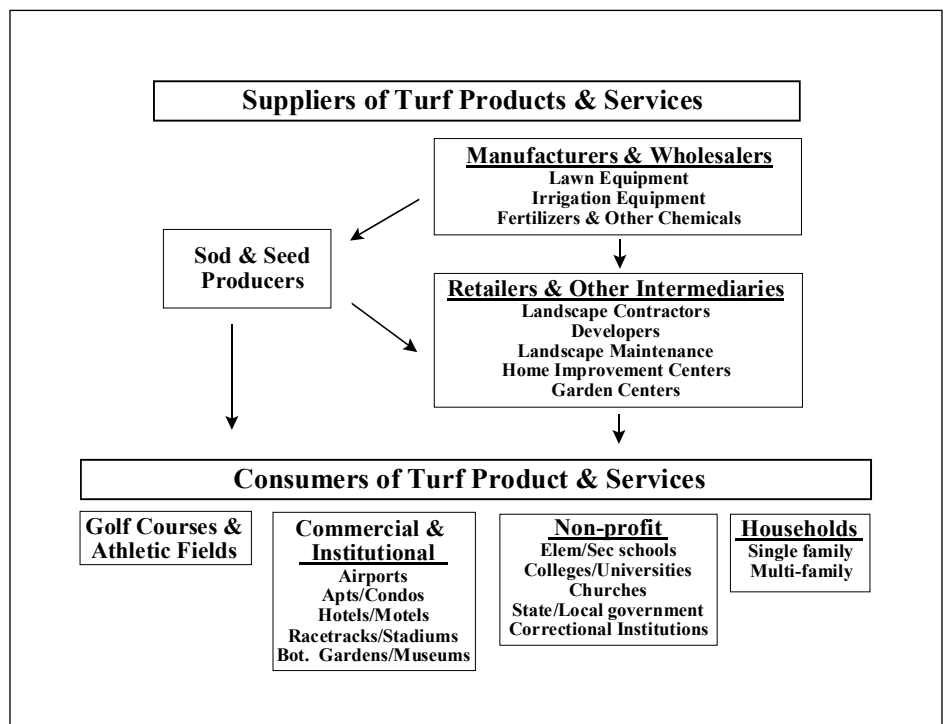 Suppliers of Turf Products & Services
Manufacturers & Wholesalers
Lawn Equipment
Irrigation Equipment
Fertilizers & Other Chemicals
Sod & Seed
Producers
Retailers & Other Intermediaries
Landscape Contractors
Developers
Landscape Maintenance
Home Improvement Centers
Garden Centers
Consumers of Turf Product & Services
Golf Courses &
Athletic Fields
Commercial &
Institutional
Airports
Apts/Condos
Hotels/Motels
Racetracks/Stadiums
Bot. Gardens/Museums
Non-profit
Elem/Sec schools
Colleges/Universities
Churches
State/Local government
Correctional Institutions
Households
Single family
Multi-family